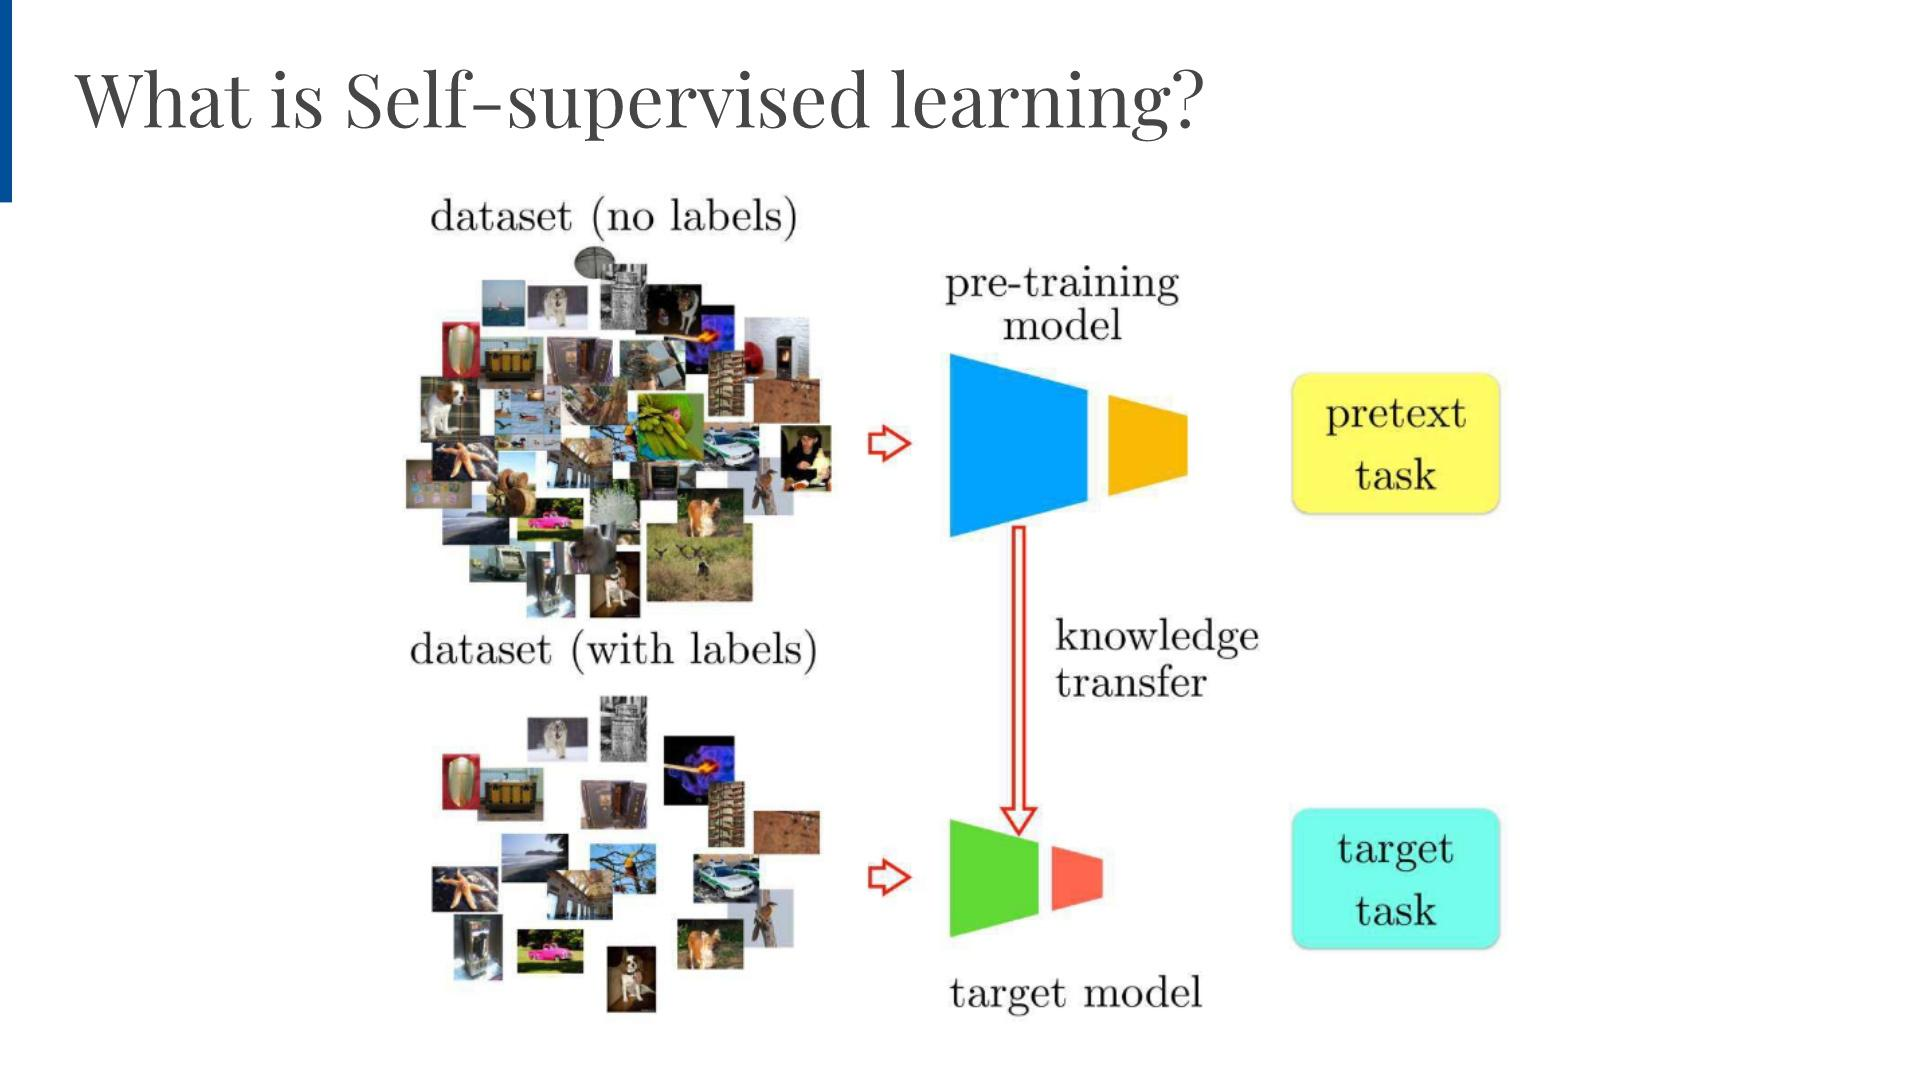 What is Self-supervised learning?
dataset (no labels)
pre-training
model
pretext
task
knowledge
transfer
dataset (with labels)
target
task
target model